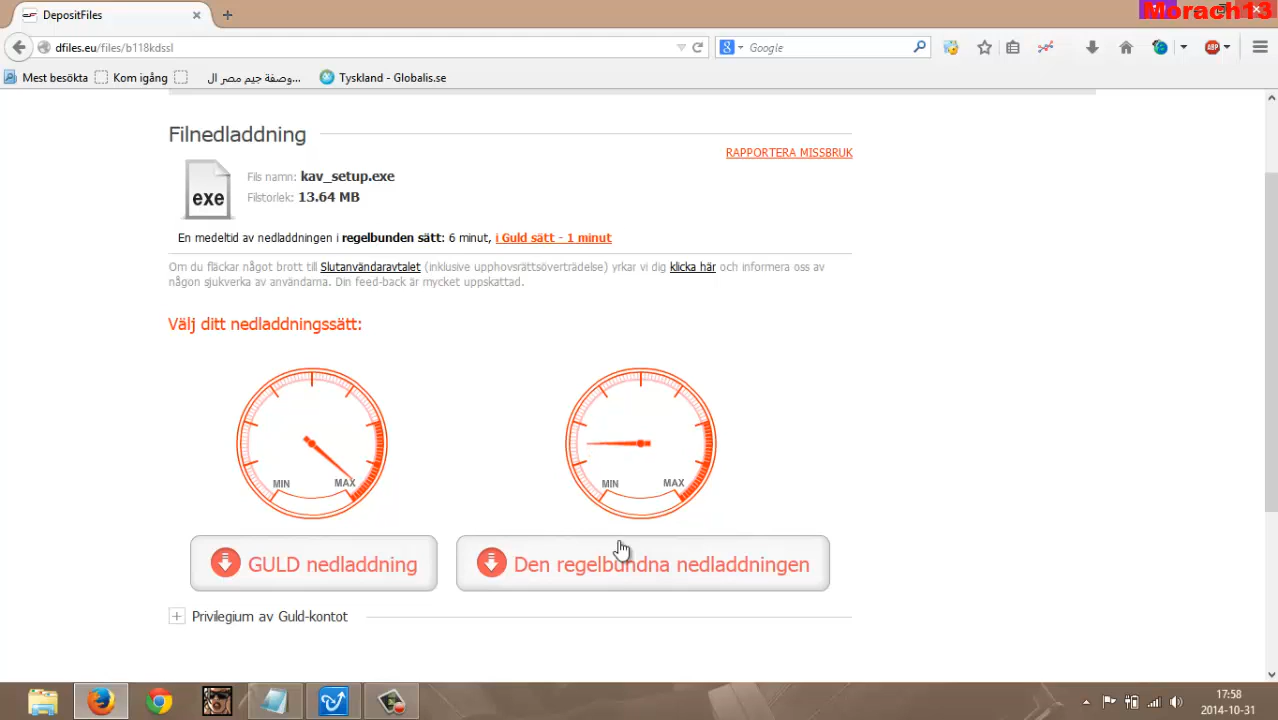 Morach13
DepositFiles
dfiles.eu/files/b118kdssl
Google
Mest besökta
Kom igång
وصفة جيم مصر ال...
Tyskland - Globalis.se
Filnedladdning
RAPPORTERA MISSBRUK
exe
Fils namn: kav_setup.exe
Filstorlek: 13.64 MB
En medeltid av nedladdningen i regelbunden sätt: 6 minut, i Guld sätt - 1 minut
Om du fläckar något brott till Slutanvändaravtalet (inklusive upphovsrättsöverträdelse) yrkar vi dig klicka här och informera oss av
någon sjukverka av användarna. Din feed-back är mycket uppskattad.
Välj ditt nedladdningssätt:
MIN MAX
MIN MAX
GULD nedladdning
Den regelbundna nedladdningen
Privilegium av Guld-kontot
17:58
2014-10-31